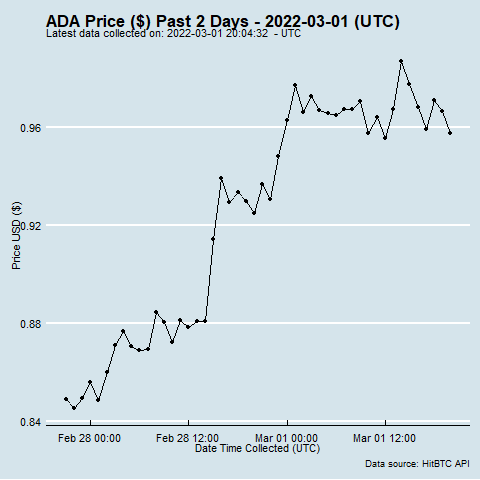 ADA Price ($) Past 2 Days - 2022-03-01 (UTC)
Latest data collected on: 2022-03-01 20:04:32  - UTC
0.96
0.92
0.88
0.84
Price USD ($)
Feb 28 00:00
Feb 28 12:00
Mar 01 00:00
Mar 01 12:00
Date Time Collected (UTC)
Data source: HitBTC API